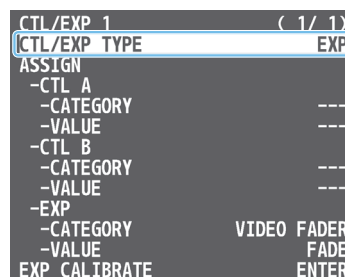 CTL/EXP 1 ( 1/ 1)
CTL/EXP TYPE EXP
ASSIGN
-CTL A
-CATEGORY ---
-VALUE ---
-CTL B
-CATEGORY ---
-VALUE ---
-EXP
-CATEGORY VIDEO FADER
-VALUE FADE
EXP CALIBRATE ENTER